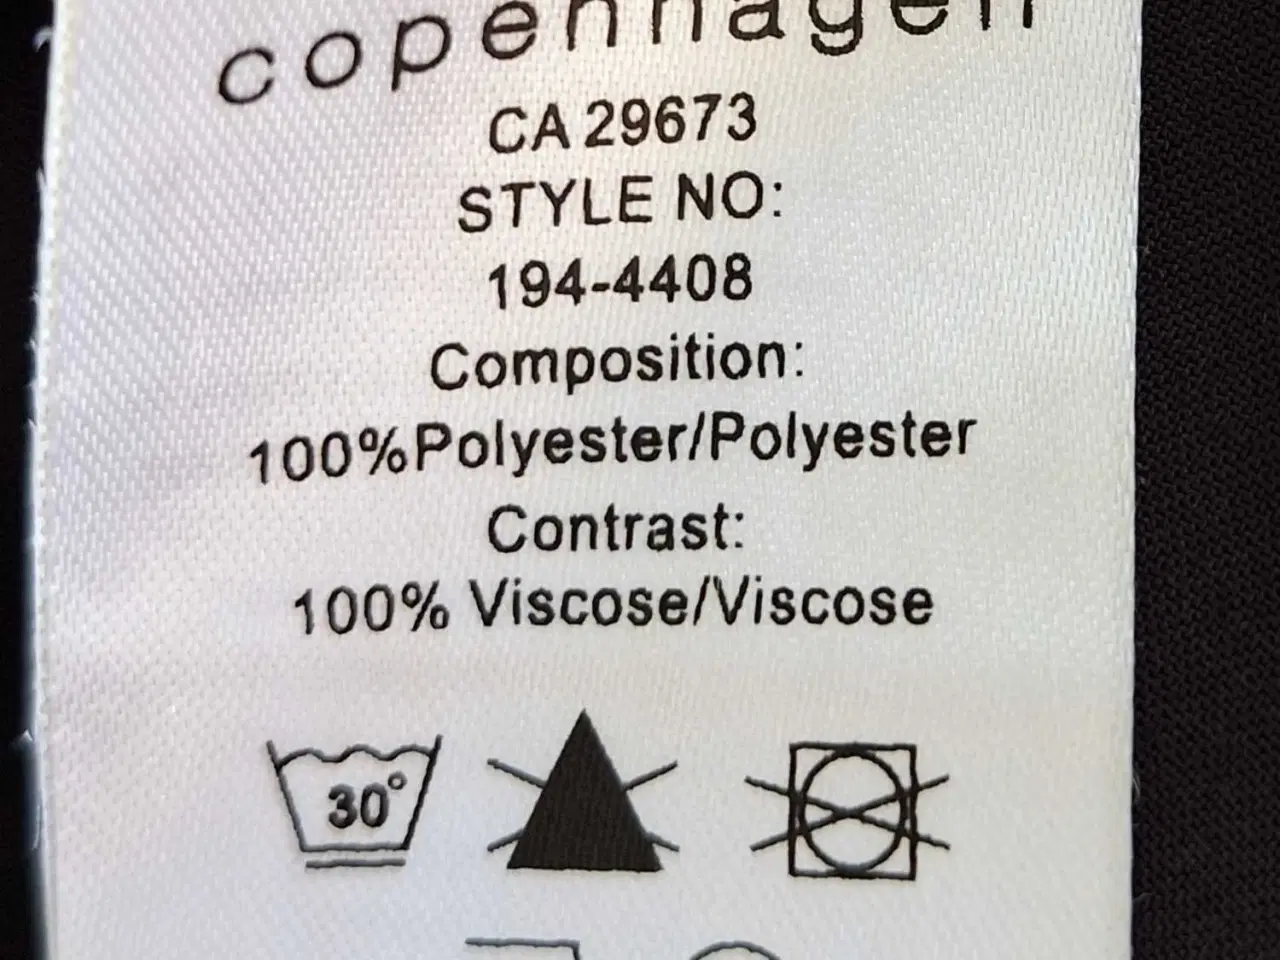 copenhagen
CA 29673
STYLE NO:
194-4408
Composition:
100%Polyester/Polyester
Contrast:
100% Viscose/Viscose
30°